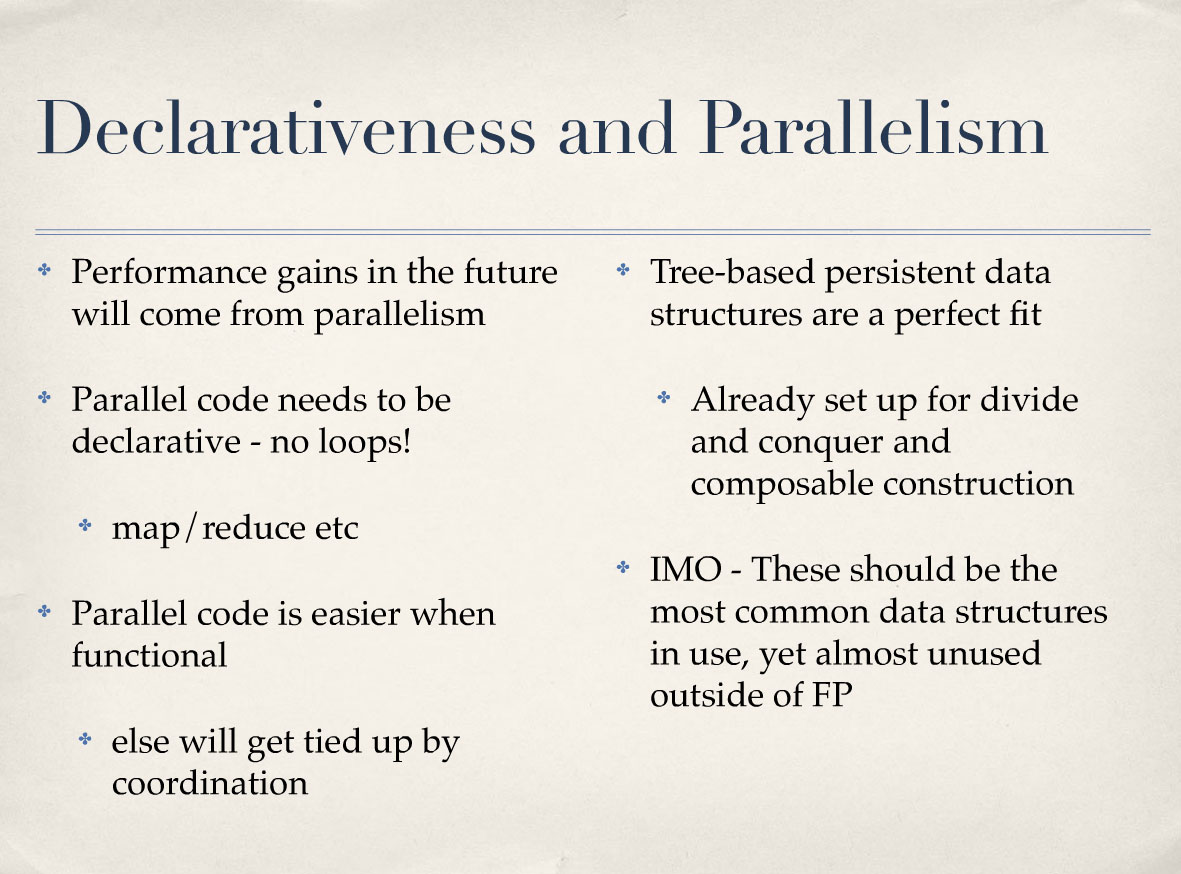 Declarativeness and Parallelism
Performance gains in the future
will come from parallelism
Parallel code needs to be
declarative - no loops!
map/reduce etc
Parallel code is easier when
functional
else will get tied up by
coordination
Tree-based persistent data
structures are a perfect fit
Already set up for divide
and conquer and
composable construction
IMO - These should be the
most common data structures
in use, yet almost unused
outside of FP